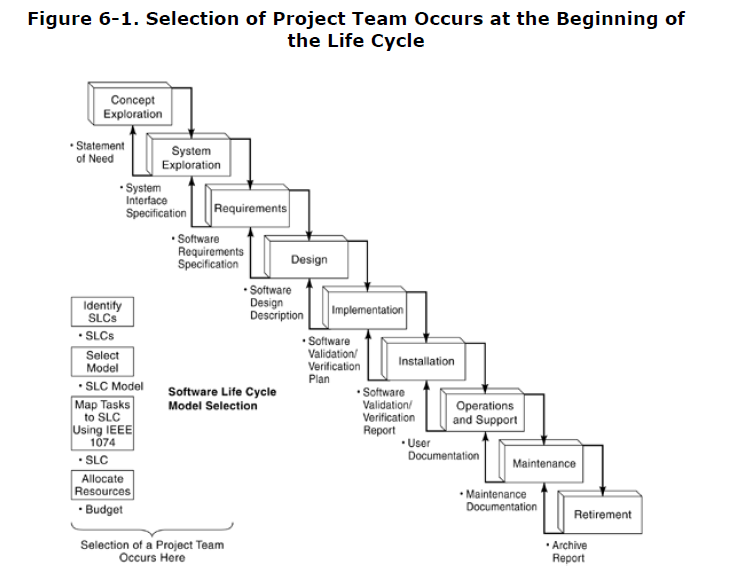 Figure 6-1. Selection of Project Team Occurs at the Beginning of
the Life Cycle
Concept
Exploration
• Statement
of Need
System
Exploration
• System
Interface
Specification
Requirements
• Software
Requirements
Specification
Design
• Software
Design
Description
Implementation
• Software
Validation/
Verification
Plan
Installation
• Software
Validation/
Verification
Report
Operations
and Support
• User
Documentation
Maintenance
• Maintenance
Documentation
Retirement
• Archive
Report
Identify
SLCs
• SLCs
Select
Model
• SLC Model
Map Tasks
to SLC
Using IEEE
1074
• SLC
Allocate
Resources
• Budget
Software Life Cycle
Model Selection
Selection of a Project Team
Occurs Here